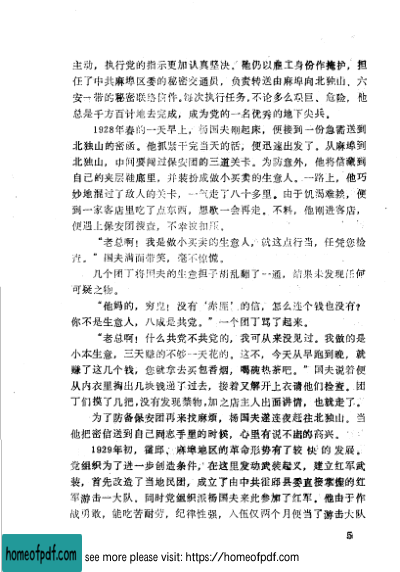 主动，执行党的指示更加认真坚决。他仍以雇工身份作掩护，担
任了中共麻埠区委的秘密交通员，负责转送由麻埠向北独山、六
安一带的秘密联络信件。每次执行任务，不论多么艰巨、危险，他
总是千方百计地去完成，成为党的一名优秀的地下尖兵。
1928年春的一天早上，杨国夫刚起床，便接到一份急需送到
北独山的密函。他抓紧干完当天的活，便迅速出发了。从麻埠到
北独山，中间要闯过保安团的三道关卡。为防意外，他将信藏到
自己的夹层鞋底里，并装扮成做小买卖的生意人。一路上，他巧
妙地混过了敌人的关卡，一气走了八十多里。由于饥渴难挨，便
到一家客店里吃了点东西，想歇一会再走。不料，他刚进客店，
便遇上保安团搜查，不幸被扣压。
“老总啊！我是做小买卖的生意人，就这点行当，任凭您检
查。”国夫满面带笑，毫不惊慌。
几个团丁将国夫的生意担子胡乱翻了一通，结果未发现任何
可疑之物。
“他妈的，穷鬼！没有‘赤匪’的信，怎么连个钱也没有？
你不是生意人，八成是共党。”一个团丁骂了起来。
“老总啊！什么共党不共党的，我可从来没见过。我做的是
小本生意，三天赚的不够一天花的。这不，今天从早跑到晚，就
赚了这几个钱，您就拿去买包香烟，喝碗热茶吧。”国夫说着便
从内衣里掏出几块钱递了过去，接着又解开上衣请他们检查。团
丁们摸了几把，没有发现禁物，加之店主人出面讲情，也就走了。
为了防备保安团再来找麻烦，杨国夫遂连夜赶往北独山。当
他把密信送到自己同志手里的时候，心里有说不出的高兴。
1929年初，霍邱、麻埠地区的革命形势有了较快的发展。
党组织为了进一步创造条件，在这里发动武装起义，建立红军武
装，首先改造了当地民团，成立了由中共霍邱县委直接掌握的红
军游击一大队。同时党组织派杨国夫来此参加了红军。他由于作
战勇敢，能吃苦耐劳，纪律性强，入伍仅两个月便当了游击大队
5
homeofpdf.com
see more please visit: https://homeofpdf.com